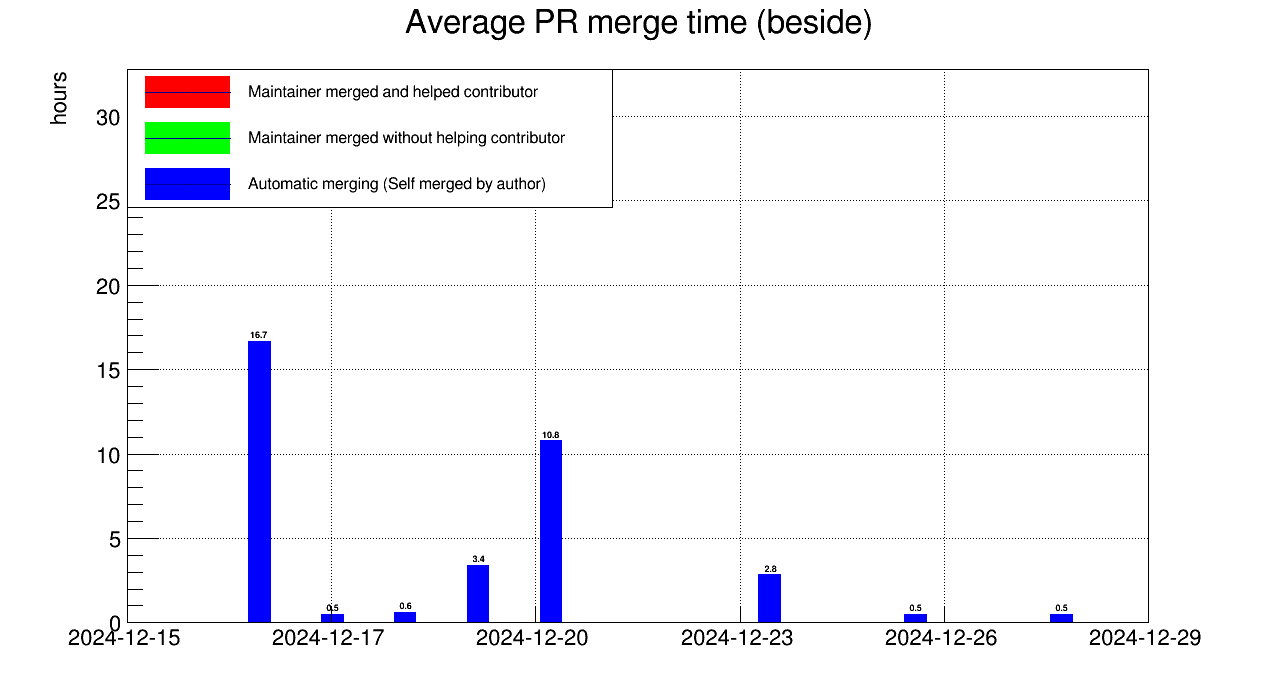 Average PR merge time (beside)
hours
Maintainer merged and helped contributor
Maintainer merged without helping contributor
Automatic merging (Self merged by author)
30
25
20
15
10
5
0
16.7
0.5
0.6
3.4
10.8
2.8
0.5
0.5
2024-12-15 2024-12-17 2024-12-20 2024-12-23 2024-12-26 2024-12-29